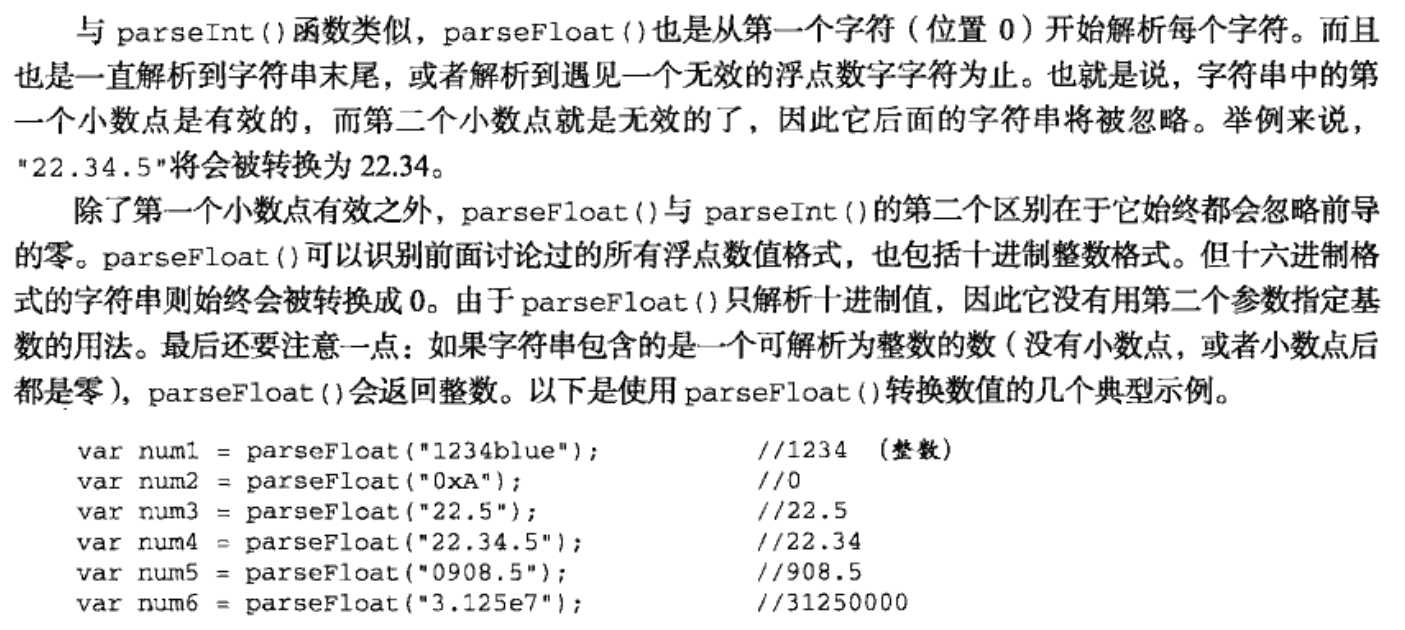 与 parseInt()函数类似，parseFloat()也是从第一个字符（位置 0）开始解析每个字符。而且
也是一直解析到字符串末尾，或者解析到遇见一个无效的浮点数字字符为止。也就是说，字符串中的第
一个小数点是有效的，而第二个小数点就是无效的了，因此它后面的字符串将被忽略。举例来说，
"22.34.5"将会被转换为 22.34。
除了第一个小数点有效之外，parseFloat()与 parseInt()的第二个区别在于它始终都会忽略前导
的零。parseFloat()可以识别前面讨论过的所有浮点数值格式，也包括十进制整数格式。但十六进制格
式的字符串则始终会被转换成 0。由于 parseFloat()只解析十进制值，因此它没有用第二个参数指定基
数的用法。最后还要注意一点：如果字符串包含的是一个可解析为整数的数（没有小数点，或者小数点后
都是零），parseFloat()会返回整数。以下是使用 parseFloat()转换数值的几个典型示例。
var num1 = parseFloat("1234blue"); //1234 （整数）
var num2 = parseFloat("0xA"); //0
var num3 = parseFloat("22.5"); //22.5
var num4 = parseFloat("22.34.5"); //22.34
var num5 = parseFloat("0908.5"); //908.5
var num6 = parseFloat("3.125e7"); //31250000